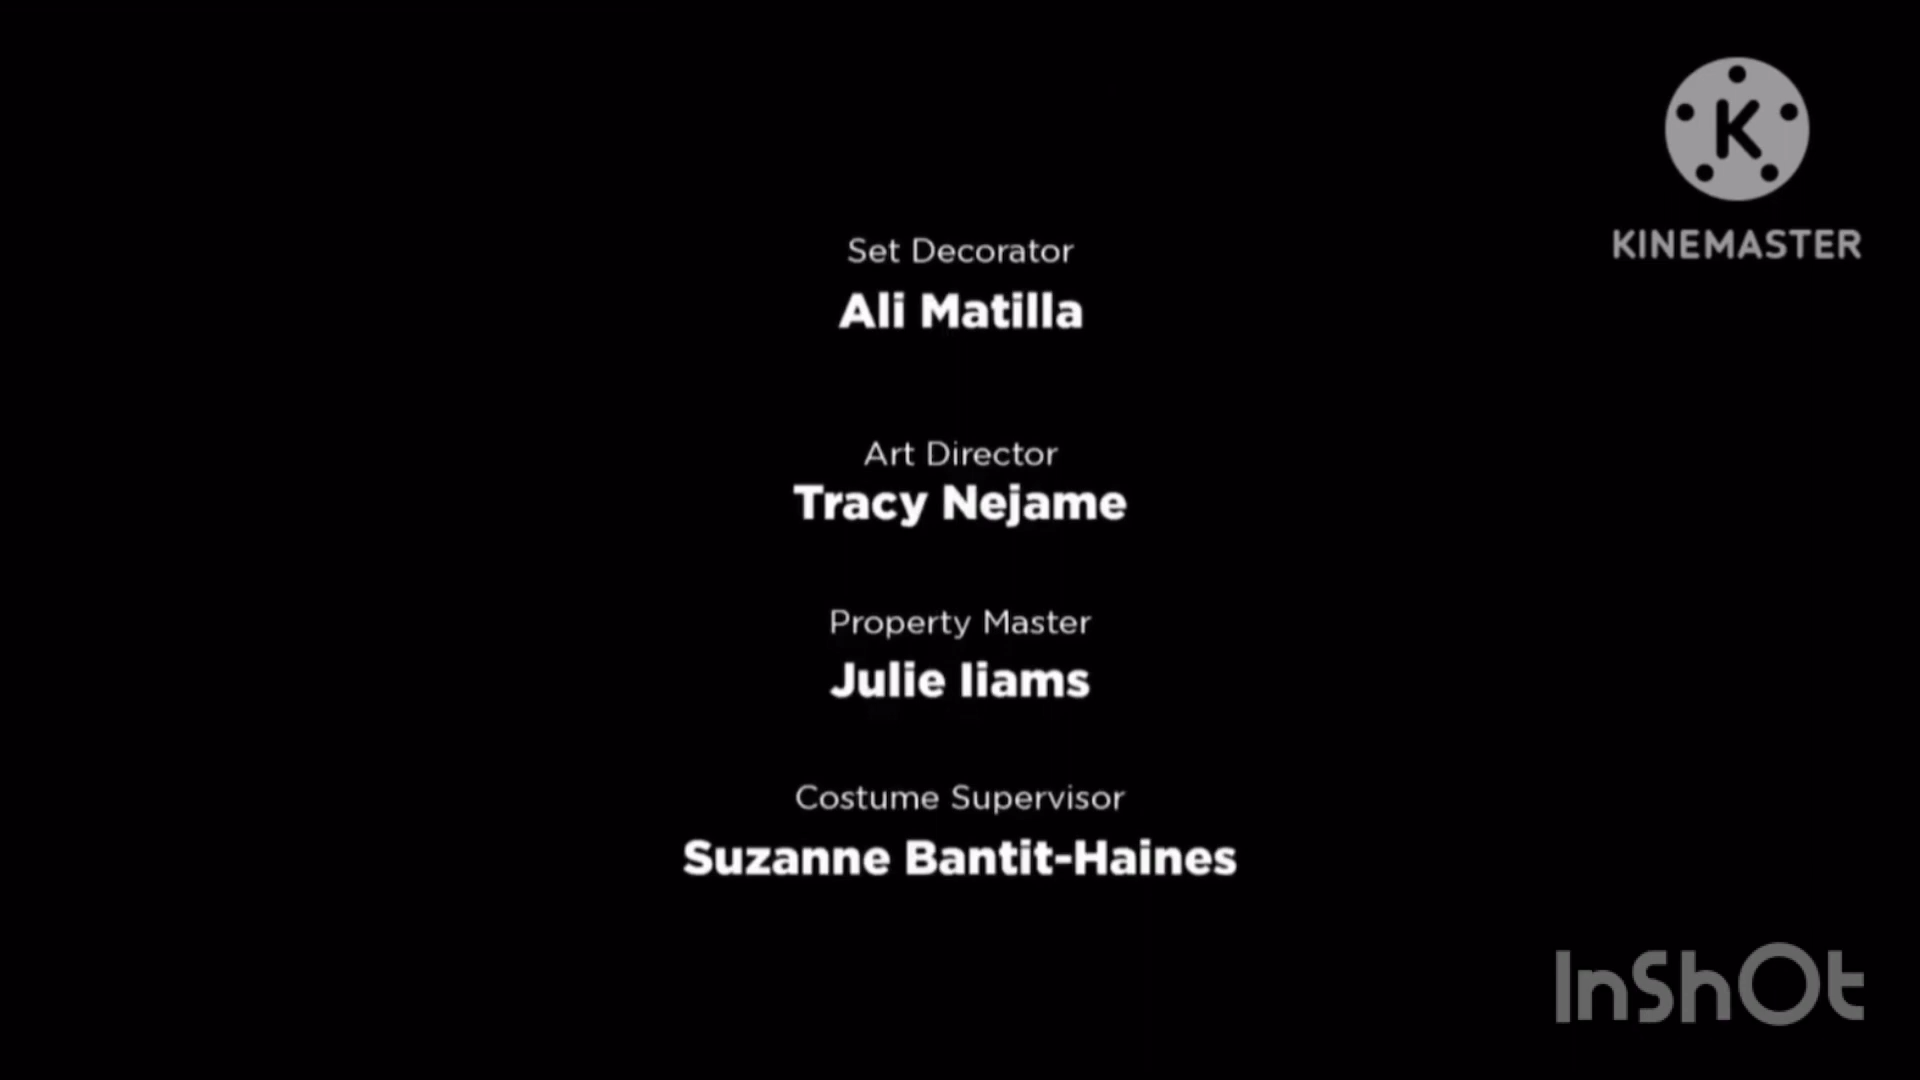 K
KINEMASTER
Set Decorator
Ali Matilla
Art Director
Tracy Nejame
Property Master
Julie Iiams
Costume Supervisor
Suzanne Bantit-Haines
InShOt